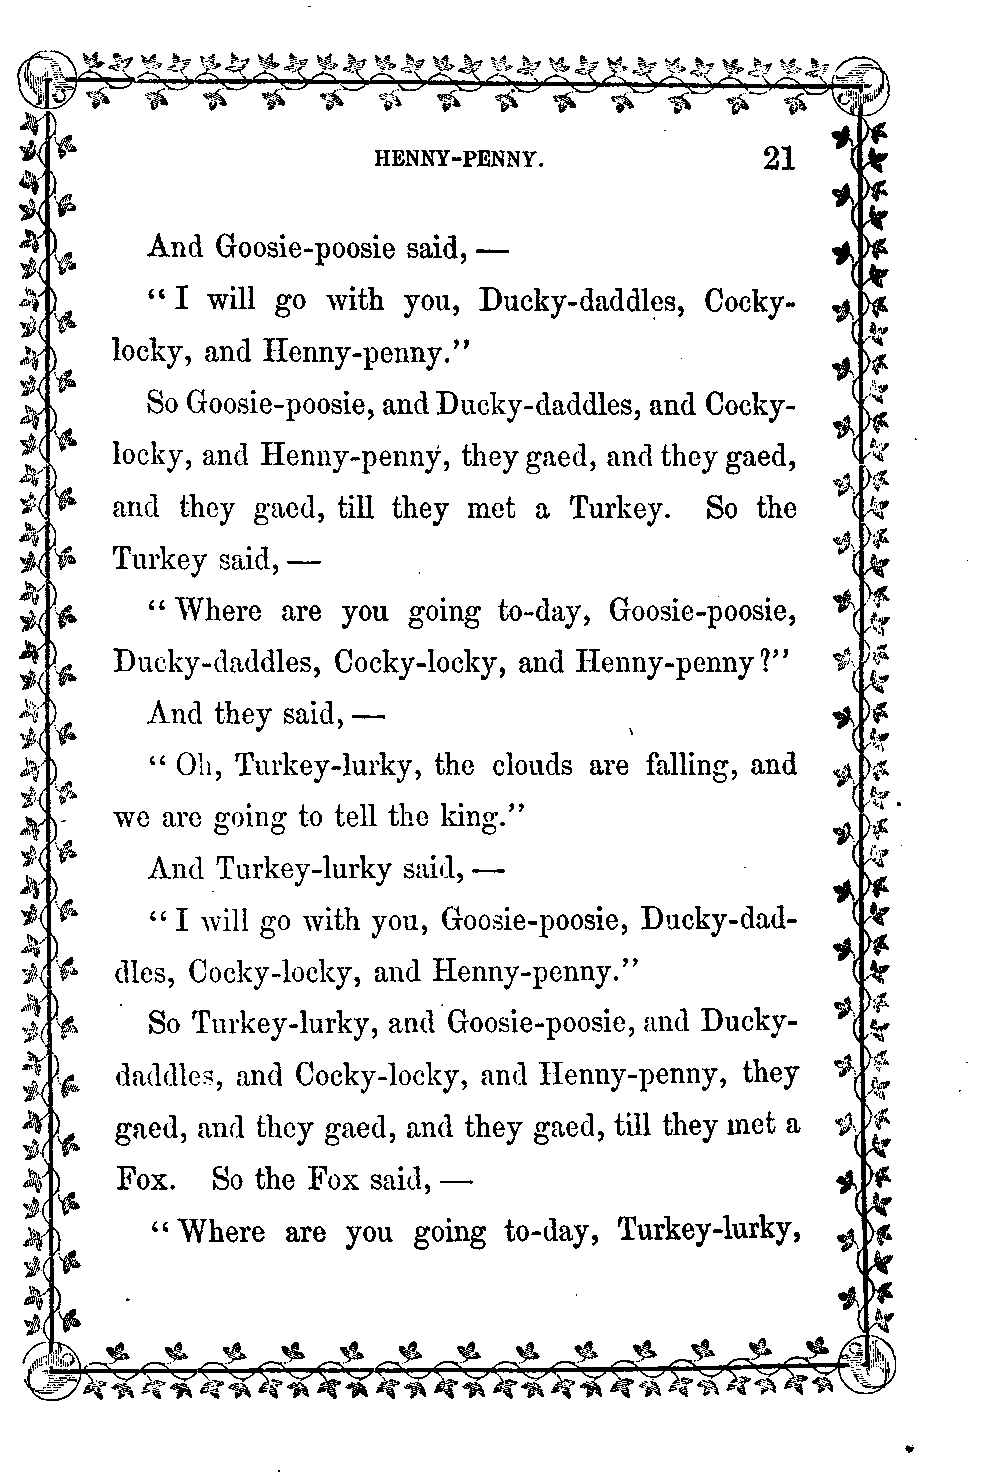 HENNY-PENNY. 21
And Goosie-poosie said, —
“ I will go with you, Ducky-daddles, Cocky-
locky, and Henny-penny.”
So Goosie-poosie, and Ducky-daddles, and Cocky-
locky, and Henny-penny, they gaed, and they gaed,
and they gaed, till they met a Turkey. So the
Turkey said, —
“ Where are you going to-day, Goosie-poosie,
Ducky-daddles, Cocky-locky, and Henny-penny?”
And they said, —
“ Oh, Turkey-lurky, the clouds are falling, and
we are going to tell the king.”
And Turkey-lurky said, —
“ I will go with you, Goosie-poosie, Ducky-dad-
dles, Cocky-locky, and Henny-penny.”
So Turkey-lurky, and Goosie-poosie, and Ducky-
daddles, and Cocky-locky, and Henny-penny, they
gaed, and they gaed, and they gaed, till they met a
Fox. So the Fox said, —
“ Where are you going to-day, Turkey-lurky,